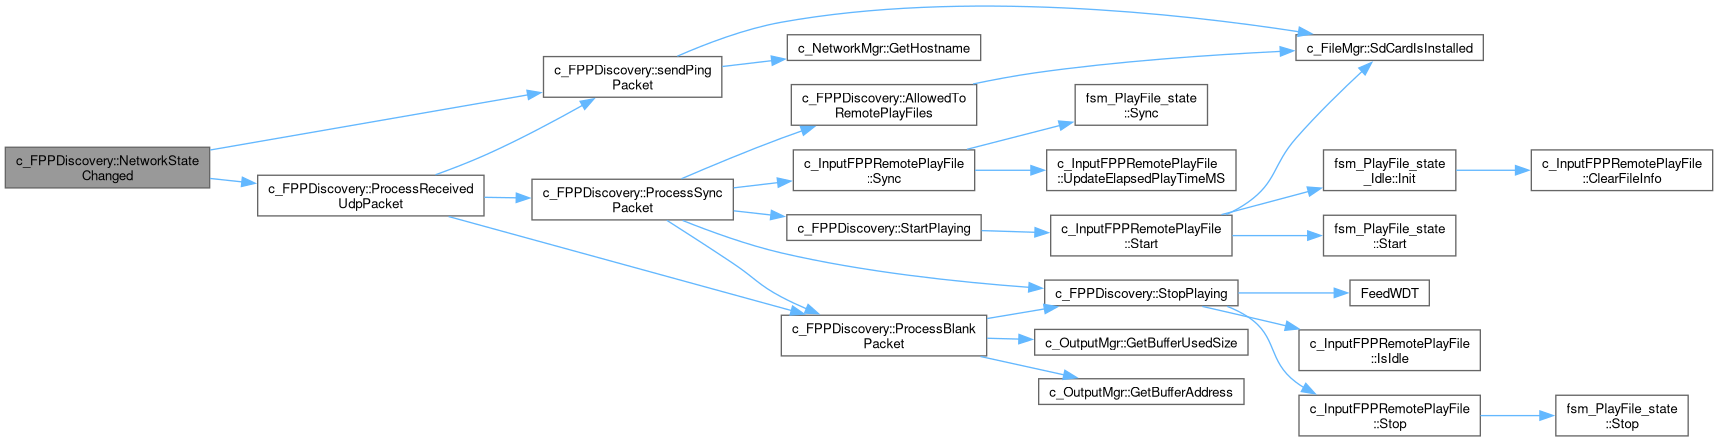 c_FPPDiscovery::NetworkState
Changed
c_FPPDiscovery::sendPing
Packet
c_FPPDiscovery::ProcessReceived
UdpPacket
c_NetworkMgr::GetHostname
c_FileMgr::SdCardIsInstalled
c_FPPDiscovery::AllowedTo
RemotePlayFiles
fsm_PlayFile_state
::Sync
c_FPPDiscovery::ProcessSync
Packet
c_InputFPPRemotePlayFile
::Sync
c_InputFPPRemotePlayFile
::UpdateElapsedPlayTimeMS
fsm_PlayFile_state
_Idle::Init
c_InputFPPRemotePlayFile
::ClearFileInfo
c_FPPDiscovery::StartPlaying
c_InputFPPRemotePlayFile
::Start
fsm_PlayFile_state
::Start
c_FPPDiscovery::StopPlaying
FeedWDT
c_FPPDiscovery::ProcessBlank
Packet
c_OutputMgr::GetBufferUsedSize
c_InputFPPRemotePlayFile
::IsIdle
c_OutputMgr::GetBufferAddress
c_InputFPPRemotePlayFile
::Stop
fsm_PlayFile_state
::Stop